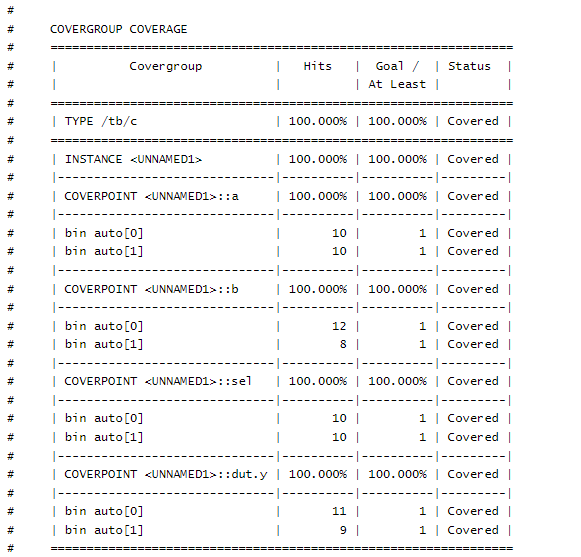 #
# COVERGROUP COVERAGE
# ===============================================================
# | Covergroup | Hits | Goal / | Status |
# | | | At Least | |
# ===============================================================
# | TYPE /tb/c | 100.000% | 100.000% | Covered |
# ===============================================================
# | INSTANCE <UNNAMED1> | 100.000% | 100.000% | Covered |
# |------------------------------|----------|----------|---------|
# | COVERPOINT <UNNAMED1>::a | 100.000% | 100.000% | Covered |
# |------------------------------|----------|----------|---------|
# | bin auto[0] | 10 | 1 | Covered |
# | bin auto[1] | 10 | 1 | Covered |
# |------------------------------|----------|----------|---------|
# | COVERPOINT <UNNAMED1>::b | 100.000% | 100.000% | Covered |
# |------------------------------|----------|----------|---------|
# | bin auto[0] | 12 | 1 | Covered |
# | bin auto[1] | 8 | 1 | Covered |
# |------------------------------|----------|----------|---------|
# | COVERPOINT <UNNAMED1>::sel | 100.000% | 100.000% | Covered |
# |------------------------------|----------|----------|---------|
# | bin auto[0] | 10 | 1 | Covered |
# | bin auto[1] | 10 | 1 | Covered |
# |------------------------------|----------|----------|---------|
# | COVERPOINT <UNNAMED1>::dut.y | 100.000% | 100.000% | Covered |
# |------------------------------|----------|----------|---------|
# | bin auto[0] | 11 | 1 | Covered |
# | bin auto[1] | 9 | 1 | Covered |
# ===============================================================